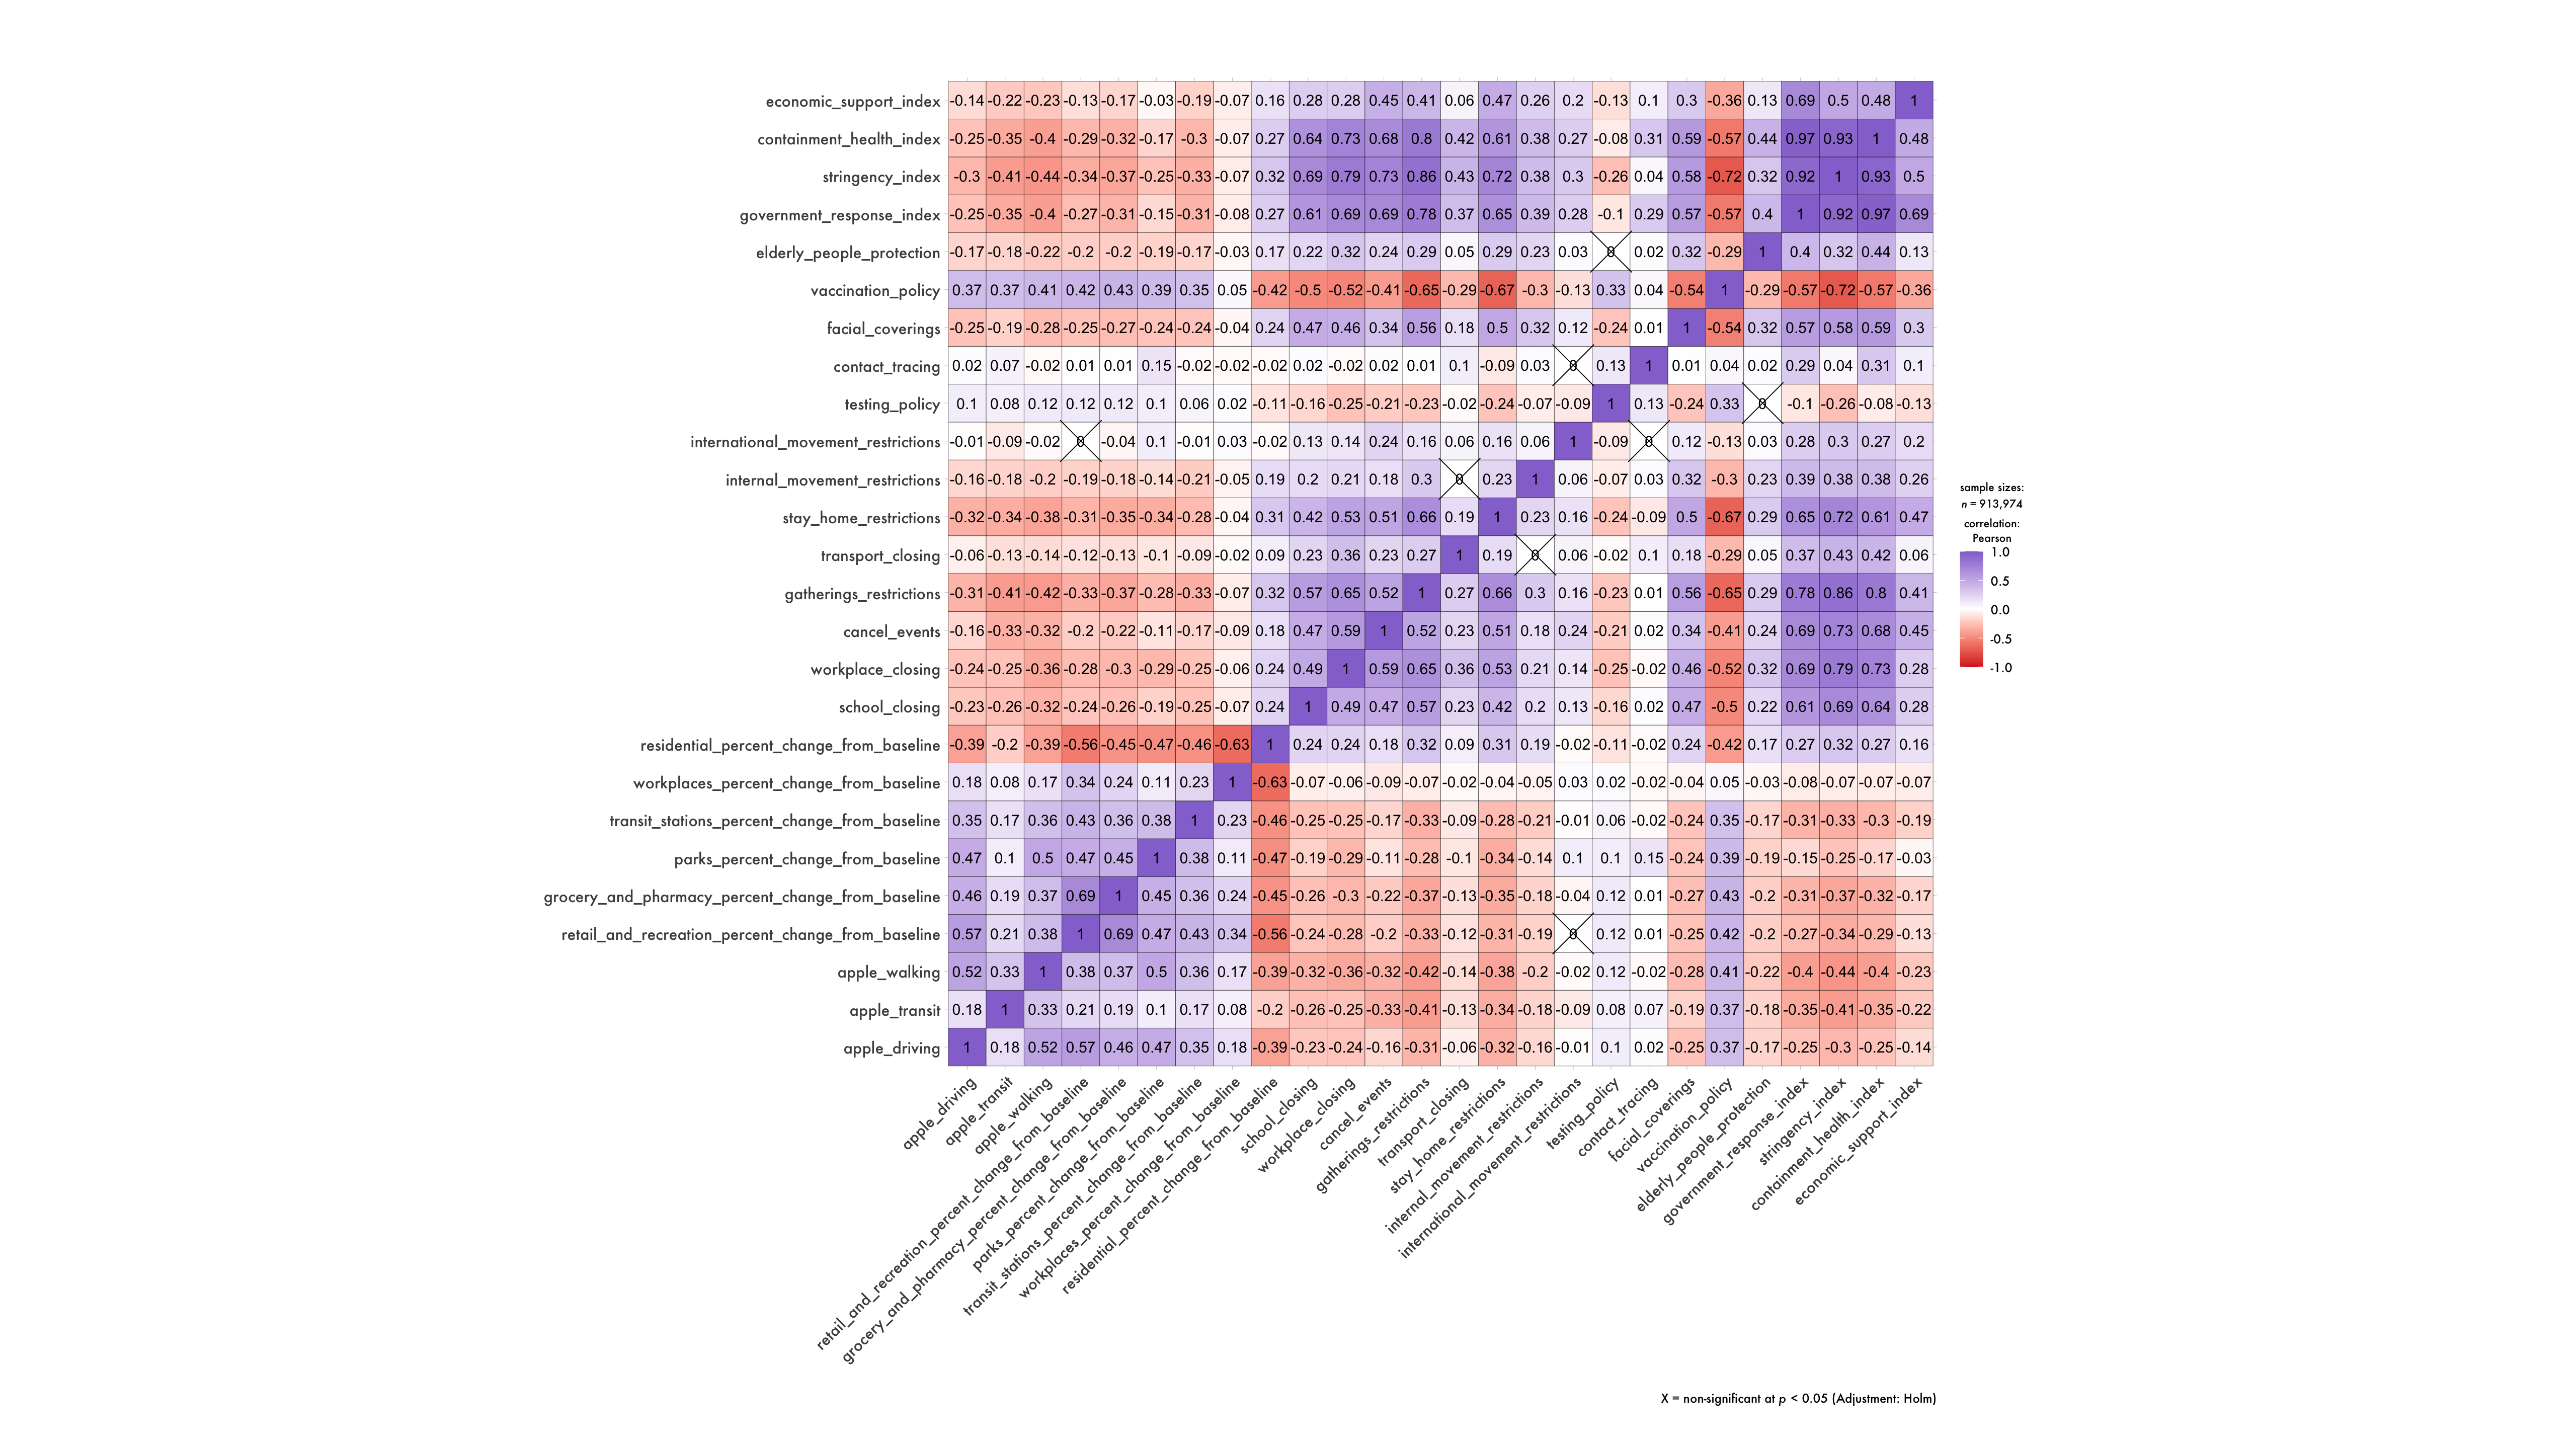 economic_support_index -0.14 -0.22 -0.23 -0.13 -0.17 -0.03 -0.19 -0.07 0.16 0.28 0.28 0.45 0.41 0.06 0.47 0.26 0.2 -0.13 0.1 0.3 -0.36 0.13 0.69 0.5 0.48 1
containment_health_index -0.25 -0.35 -0.4 -0.29 -0.32 -0.17 -0.3 -0.07 0.27 0.64 0.73 0.68 0.8 0.42 0.61 0.38 0.27 -0.08 0.31 0.59 -0.57 0.44 0.97 0.93 1 0.48
stringency_index -0.3 -0.41 -0.44 -0.34 -0.37 -0.25 -0.33 -0.07 0.32 0.69 0.79 0.73 0.86 0.43 0.72 0.38 0.3 -0.26 0.04 0.58 -0.72 0.32 0.92 1 0.93 0.5
government_response_index -0.25 -0.35 -0.4 -0.27 -0.31 -0.15 -0.31 -0.08 0.27 0.61 0.69 0.69 0.78 0.37 0.65 0.39 0.28 -0.1 0.29 0.57 -0.57 0.4 1 0.92 0.97 0.69
elderly_people_protection -0.17 -0.18 -0.22 -0.2 -0.2 -0.19 -0.17 -0.03 0.17 0.22 0.32 0.24 0.29 0.05 0.29 0.23 0.03 0 0.02 0.32 -0.29 1 0.4 0.32 0.44 0.13
vaccination_policy 0.37 0.37 0.41 0.42 0.43 0.39 0.35 0.05 -0.42 -0.5 -0.52 -0.41 -0.65 -0.29 -0.67 -0.3 -0.13 0.33 0.04 -0.54 1 -0.29 -0.57 -0.72 -0.57 -0.36
facial_coverings -0.25 -0.19 -0.28 -0.25 -0.27 -0.24 -0.24 -0.04 0.24 0.47 0.46 0.34 0.56 0.18 0.5 0.32 0.12 -0.24 0.01 1 -0.54 0.32 0.57 0.58 0.59 0.3
contact_tracing 0.02 0.07 -0.02 0.01 0.01 0.15 -0.02 -0.02 -0.02 0.02 -0.02 0.02 0.01 0.1 -0.09 0.03 0 0.13 1 0.01 0.04 0.02 0.29 0.04 0.31 0.1
testing_policy 0.1 0.08 0.12 0.12 0.12 0.1 0.06 0.02 -0.11 -0.16 -0.25 -0.21 -0.23 -0.02 -0.24 -0.07 -0.09 1 0.13 -0.24 0.33 0 -0.1 -0.26 -0.08 -0.13
international_movement_restrictions -0.01 -0.09 -0.02 0 -0.04 0.1 -0.01 0.03 -0.02 0.13 0.14 0.24 0.16 0.06 0.16 0.06 1 -0.09 0 0.12 -0.13 0.03 0.28 0.3 0.27 0.2
internal_movement_restrictions -0.16 -0.18 -0.2 -0.19 -0.18 -0.14 -0.21 -0.05 0.19 0.2 0.21 0.18 0.3 0 0.23 1 0.06 -0.07 0.03 0.32 -0.3 0.23 0.39 0.38 0.38 0.26
stay_home_restrictions -0.32 -0.34 -0.38 -0.31 -0.35 -0.34 -0.28 -0.04 0.31 0.42 0.53 0.51 0.66 0.19 1 0.23 0.16 -0.24 -0.09 0.5 -0.67 0.29 0.65 0.72 0.61 0.47
transport_closing -0.06 -0.13 -0.14 -0.12 -0.13 -0.1 -0.09 -0.02 0.09 0.23 0.36 0.23 0.27 1 0.19 0 0.06 -0.02 0.1 0.18 -0.29 0.05 0.37 0.43 0.42 0.06
gatherings_restrictions -0.31 -0.41 -0.42 -0.33 -0.37 -0.28 -0.33 -0.07 0.32 0.57 0.65 0.52 1 0.27 0.66 0.3 0.16 -0.23 0.01 0.56 -0.65 0.29 0.78 0.86 0.8 0.41
cancel_events -0.16 -0.33 -0.32 -0.2 -0.22 -0.11 -0.17 -0.09 0.18 0.47 0.59 1 0.52 0.23 0.51 0.18 0.24 -0.21 0.02 0.34 -0.41 0.24 0.69 0.73 0.68 0.45
workplace_closing -0.24 -0.25 -0.36 -0.28 -0.3 -0.29 -0.25 -0.06 0.24 0.49 1 0.59 0.65 0.36 0.53 0.21 0.14 -0.25 -0.02 0.46 -0.52 0.32 0.69 0.79 0.73 0.28
school_closing -0.23 -0.26 -0.32 -0.24 -0.26 -0.19 -0.25 -0.07 0.24 1 0.49 0.47 0.57 0.23 0.42 0.2 0.13 -0.16 0.02 0.47 -0.5 0.22 0.61 0.69 0.64 0.28
residential_percent_change_from_baseline -0.39 -0.2 -0.39 -0.56 -0.45 -0.47 -0.46 -0.63 1 0.24 0.24 0.18 0.32 0.09 0.31 0.19 -0.02 -0.11 -0.02 0.24 -0.42 0.17 0.27 0.32 0.27 0.16
workplaces_percent_change_from_baseline 0.18 0.08 0.17 0.34 0.24 0.11 0.23 1 -0.63 -0.07 -0.06 -0.09 -0.07 -0.02 -0.04 -0.05 0.03 0.02 -0.02 -0.04 0.05 -0.03 -0.08 -0.07 -0.07 -0.07
transit_stations_percent_change_from_baseline 0.35 0.17 0.36 0.43 0.36 0.38 1 0.23 -0.46 -0.25 -0.25 -0.17 -0.33 -0.09 -0.28 -0.21 -0.01 0.06 -0.02 -0.24 0.35 -0.17 -0.31 -0.33 -0.3 -0.19
parks_percent_change_from_baseline 0.47 0.1 0.5 0.47 0.45 1 0.38 0.11 -0.47 -0.19 -0.29 -0.11 -0.28 -0.1 -0.34 -0.14 0.1 0.1 0.15 -0.24 0.39 -0.19 -0.15 -0.25 -0.17 -0.03
grocery_and_pharmacy_percent_change_from_baseline 0.46 0.19 0.37 0.69 1 0.45 0.36 0.24 -0.45 -0.26 -0.3 -0.22 -0.37 -0.13 -0.35 -0.18 -0.04 0.12 0.01 -0.27 0.43 -0.2 -0.31 -0.37 -0.32 -0.17
retail_and_recreation_percent_change_from_baseline 0.57 0.21 0.38 1 0.69 0.47 0.43 0.34 -0.56 -0.24 -0.28 -0.2 -0.33 -0.12 -0.31 -0.19 0 0.12 0.01 -0.25 0.42 -0.2 -0.27 -0.34 -0.29 -0.13
apple_walking 0.52 0.33 1 0.38 0.37 0.5 0.36 0.17 -0.39 -0.32 -0.36 -0.32 -0.42 -0.14 -0.38 -0.2 -0.02 0.12 -0.02 -0.28 0.41 -0.22 -0.4 -0.44 -0.4 -0.23
apple_transit 0.18 1 0.33 0.21 0.19 0.1 0.17 0.08 -0.2 -0.26 -0.25 -0.33 -0.41 -0.13 -0.34 -0.18 -0.09 0.08 0.07 -0.19 0.37 -0.18 -0.35 -0.41 -0.35 -0.22
apple_driving 1 0.18 0.52 0.57 0.46 0.47 0.35 0.18 -0.39 -0.23 -0.24 -0.16 -0.31 -0.06 -0.32 -0.16 -0.01 0.1 0.02 -0.25 0.37 -0.17 -0.25 -0.3 -0.25 -0.14
apple_driving
apple_transit
apple_walking
retail_and_recreation_percent_change_from_baseline
grocery_and_pharmacy_percent_change_from_baseline
parks_percent_change_from_baseline
transit_stations_percent_change_from_baseline
workplaces_percent_change_from_baseline
residential_percent_change_from_baseline
school_closing
workplace_closing
cancel_events
gatherings_restrictions
transport_closing
stay_home_restrictions
internal_movement_restrictions
international_movement_restrictions
testing_policy
contact_tracing
facial_coverings
vaccination_policy
elderly_people_protection
government_response_index
stringency_index
containment_health_index
economic_support_index
sample sizes:
n = 913,974
correlation:
Pearson
1.0
0.5
0.0
-0.5
-1.0
X = non-significant at p < 0.05 (Adjustment: Holm)